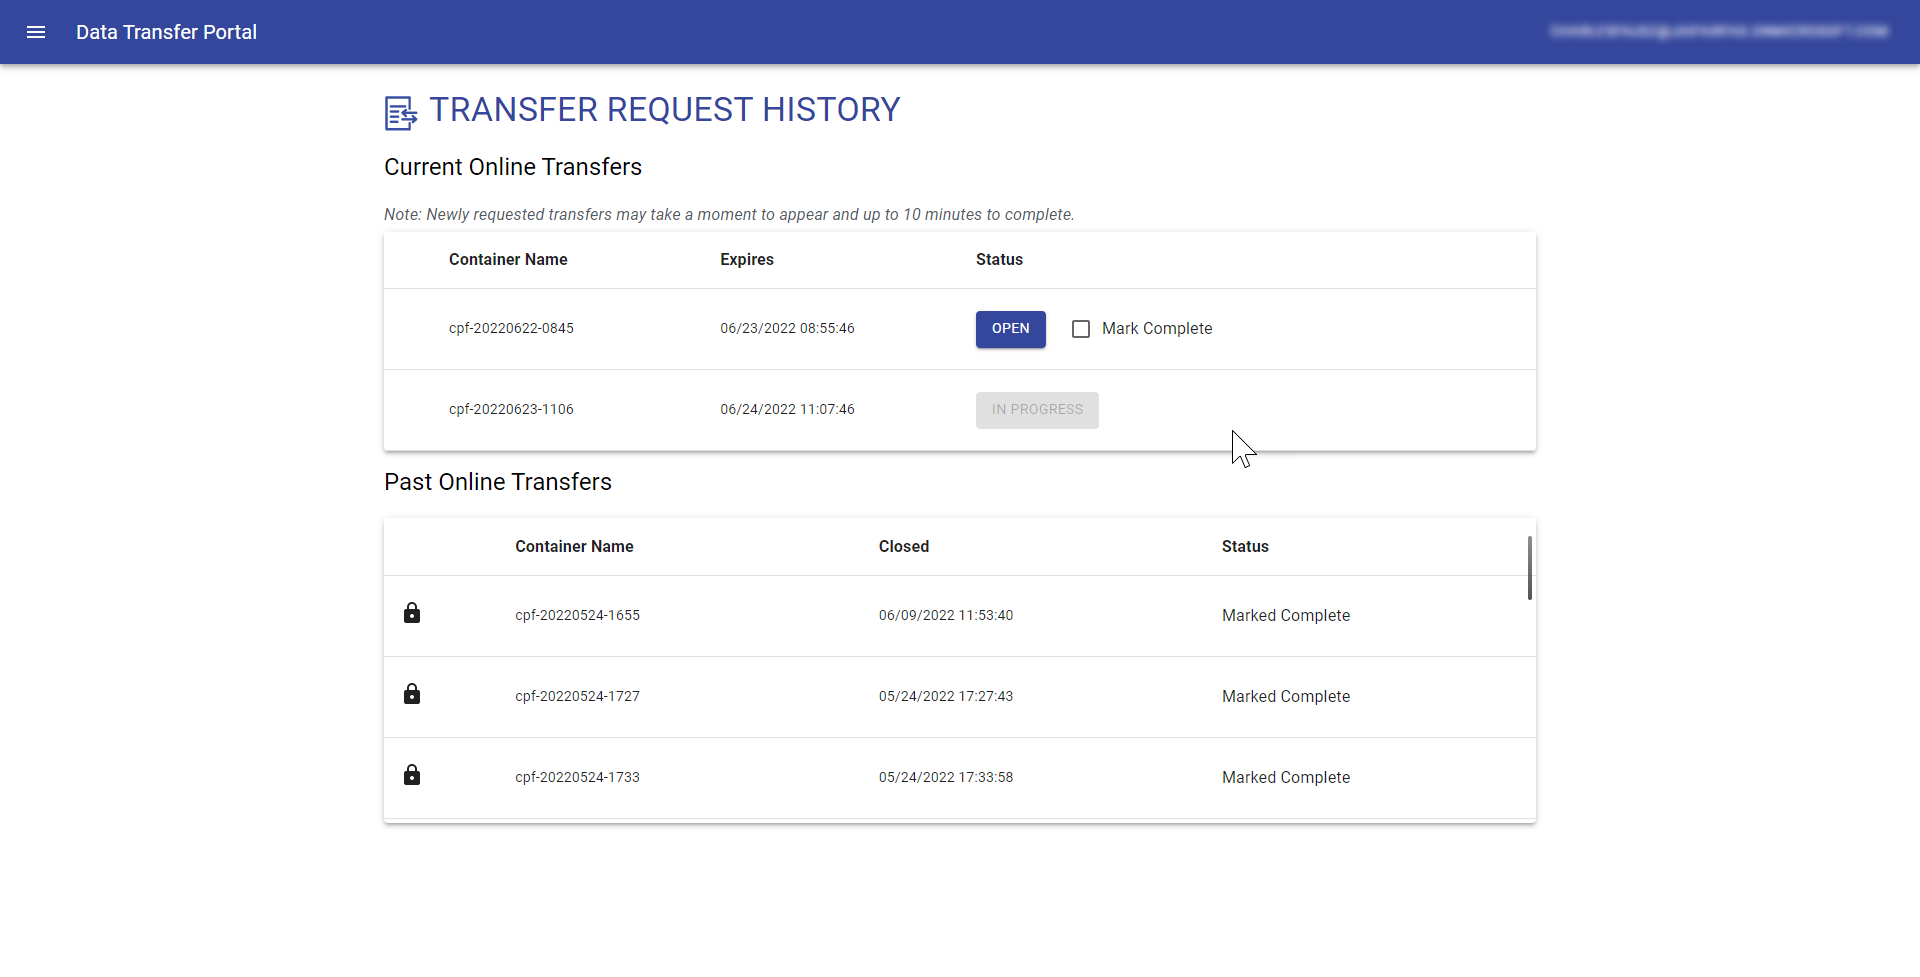 Data Transfer Portal
TRANSFER REQUEST HISTORY
Current Online Transfers
Note: Newly requested transfers may take a moment to appear and up to 10 minutes to complete.
Container Name Expires Status
cpf-20220622-0845 06/23/2022 08:55:46 OPEN Mark Complete
cpf-20220623-1106 06/24/2022 11:07:46 IN PROGRESS
Past Online Transfers
Container Name Closed Status
cpf-20220524-1655 06/09/2022 11:53:40 Marked Complete
cpf-20220524-1727 05/24/2022 17:27:43 Marked Complete
cpf-20220524-1733 05/24/2022 17:33:58 Marked Complete